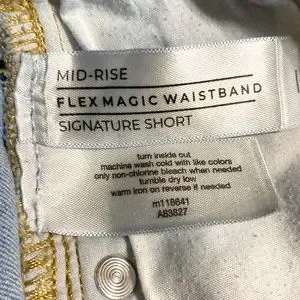 MID-RISE
FLEX MAGIC WAISTBAND
SIGNATURE SHORT
turn inside out
machine wash cold with like colors
only non-chlorine bleach when needed
tumble dry low
warm iron on reverse if needed
m118641
A83827